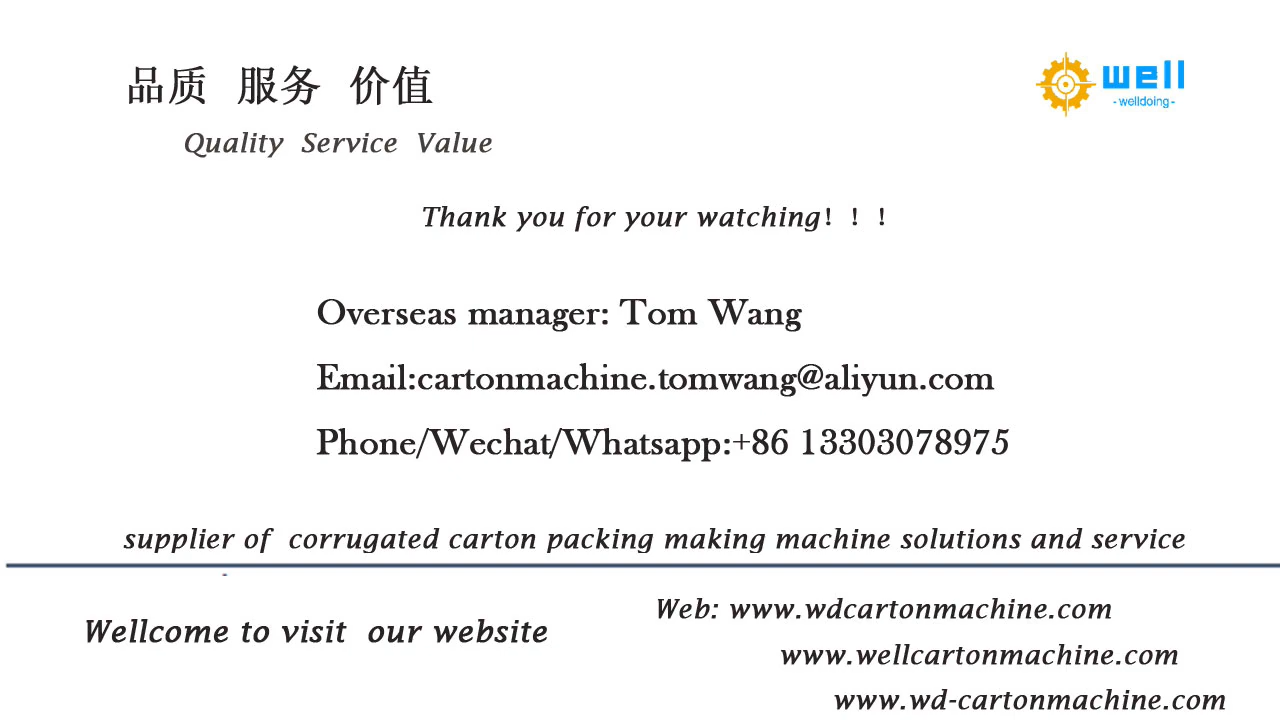 品质 服务 价值
Quality Service Value
well
-welldoing-
Thank you for your watching！！！
Overseas manager: Tom Wang
Email:cartonmachine.tomwang@aliyun.com
Phone/Wechat/Whatsapp:+86 13303078975
supplier of corrugated carton packing making machine solutions and service
Wellcome to visit our website
Web: www.wdcartonmachine.com
www.wellcartonmachine.com
www.wd-cartonmachine.com